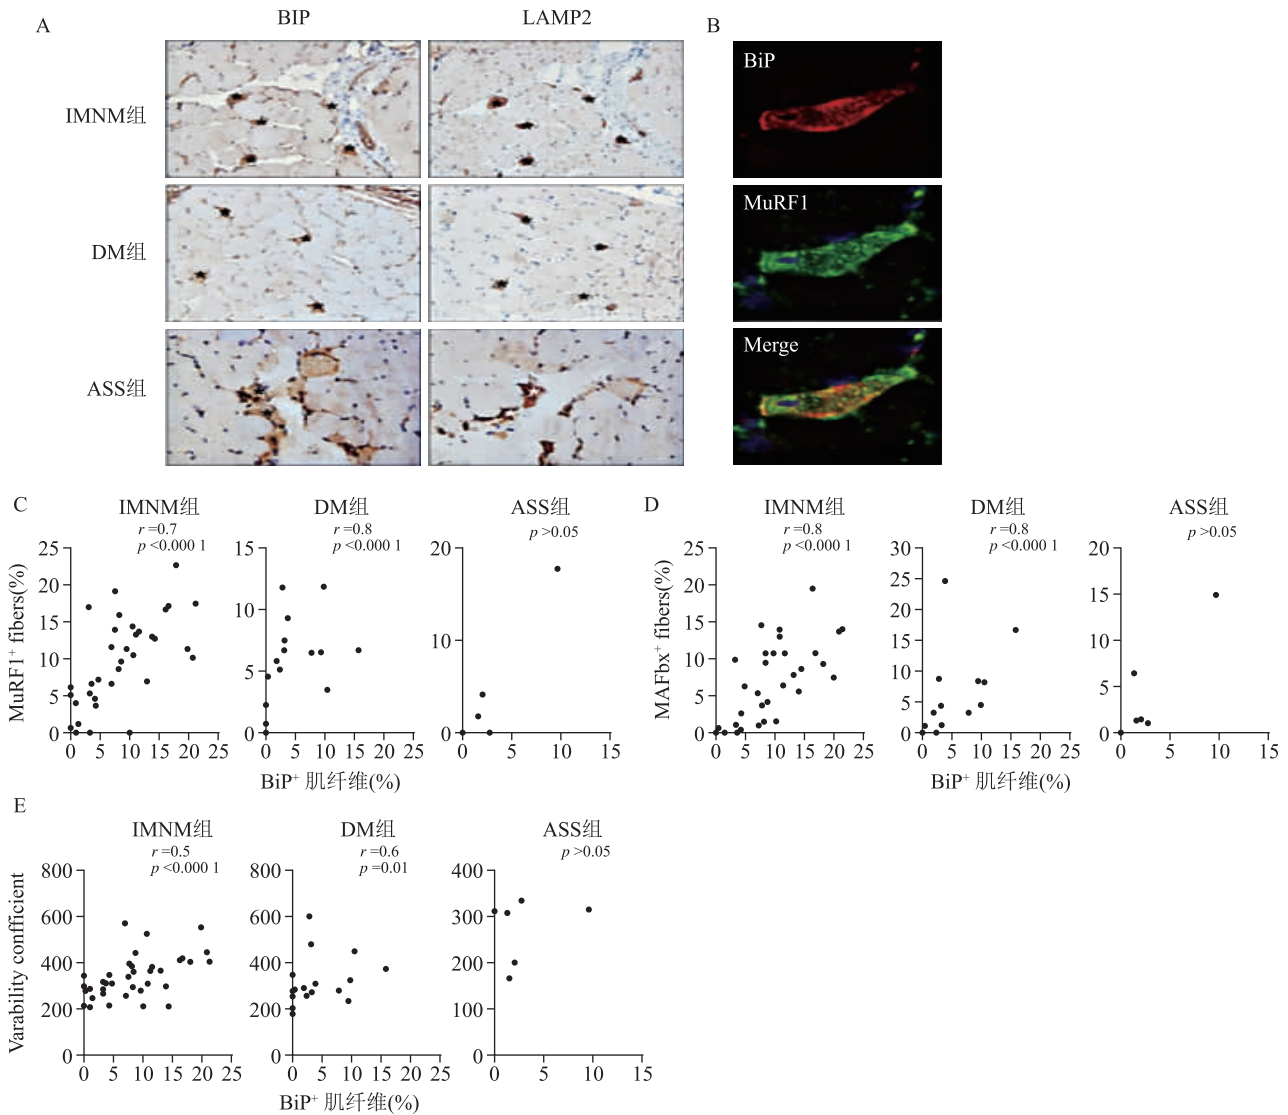 A
BIP
LAMP2
B
IMNM组
DM组
ASS组
BiP
MuRF1
Merge
C
IMNM组
r =0.7
p <0.000 1
DM组
r =0.8
p <0.000 1
ASS组
p >0.05
MuRF1⁺ fibers(%)
25
20
15
10
5
0
0 5 10 15 20 25
15
10
5
0
0 5 10 15 20 25
20
10
0
0 5 10 15
BiP⁺ 肌纤维(%)
D
IMNM组
r =0.8
p <0.000 1
DM组
r =0.8
p <0.000 1
ASS组
p >0.05
MAFbx⁺ fibers(%)
25
20
15
10
5
0
0 5 10 15 20 25
30
25
20
15
10
5
0
0 5 10 15 20 25
20
15
10
5
0
0 5 10 15
BiP⁺ 肌纤维(%)
E
IMNM组
r =0.5
p <0.000 1
DM组
r =0.6
p =0.01
ASS组
p >0.05
Varability confficient
800
600
400
200
0
0 5 10 15 20 25
800
600
400
200
0
0 5 10 15 20 25
400
300
200
100
0
0 5 10 15
BiP⁺ 肌纤维(%)